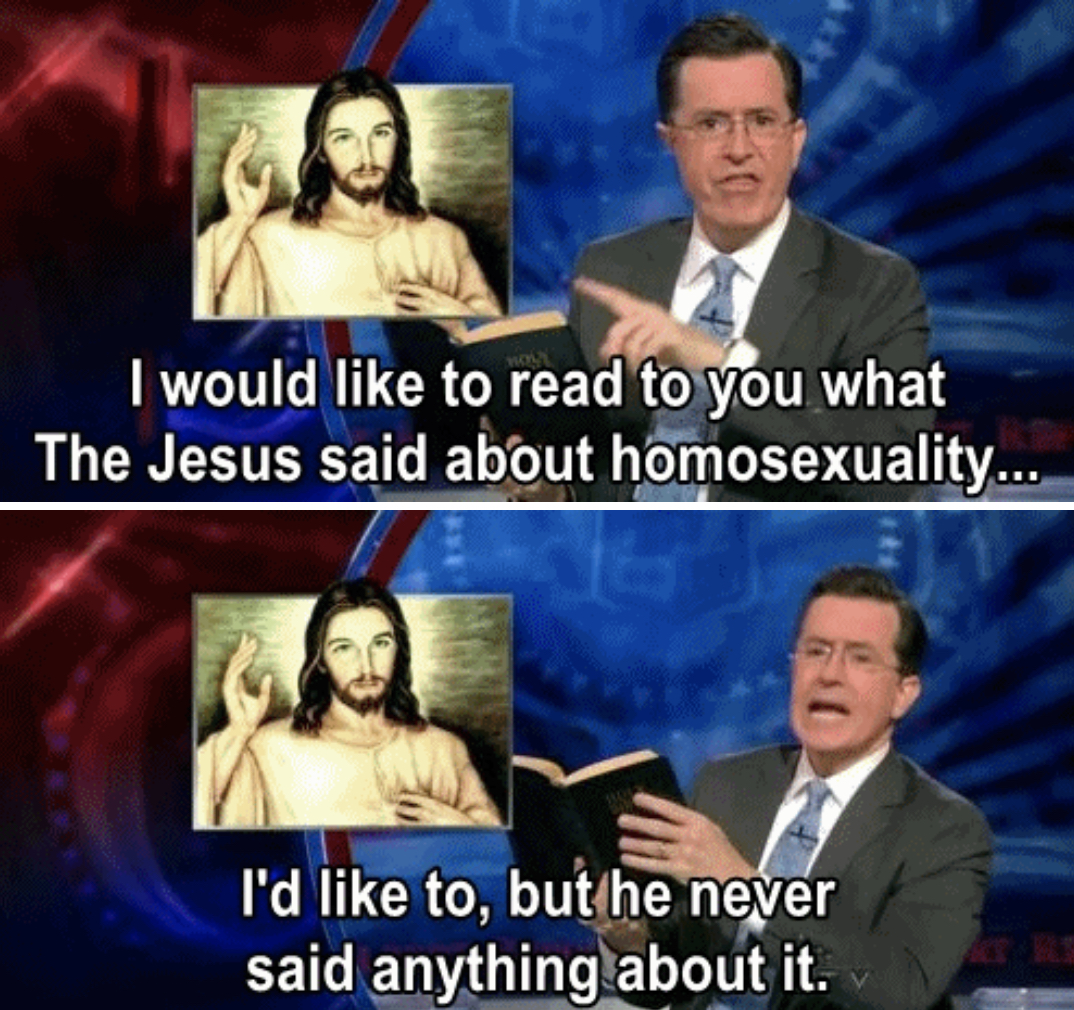 HOLY
I would like to read to you what
The Jesus said about homosexuality...
I'd like to, but he never
said anything about it.